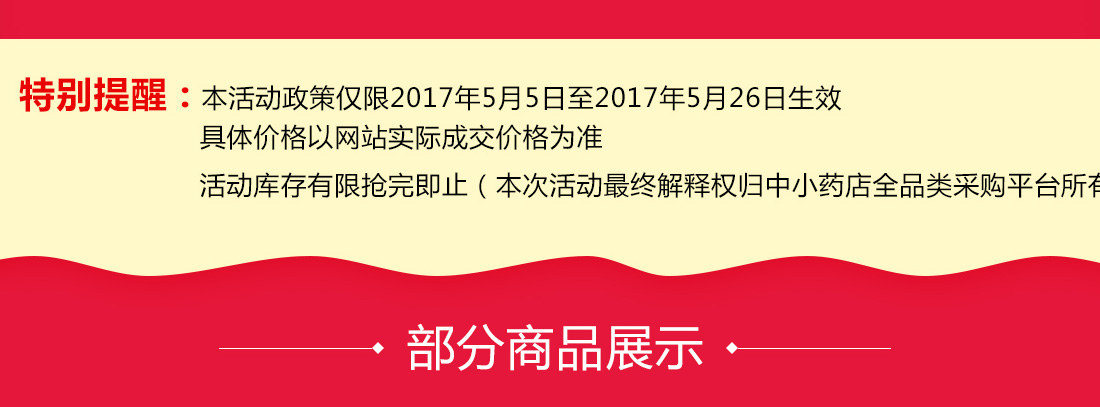 特别提醒：本活动政策仅限2017年5月5日至2017年5月26日生效
具体价格以网站实际成交价格为准
活动库存有限抢完即止（本次活动最终解释权归中小药店全品类采购平台所有
部分商品展示